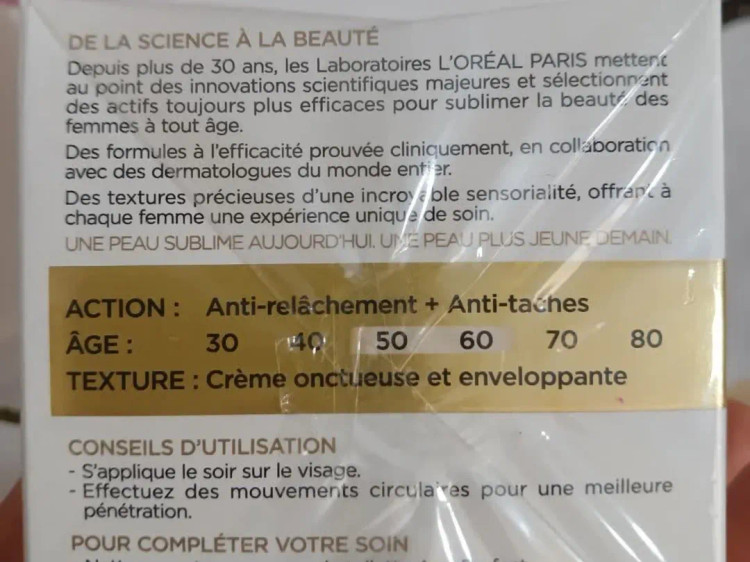 DE LA SCIENCE À LA BEAUTÉ
Depuis plus de 30 ans, les Laboratoires L'ORÉAL PARIS mettent
au point des innovations scientifiques majeures et sélectionnent
des actifs toujours plus efficaces pour sublimer la beauté des
femmes à tout âge.
Des formules à l'efficacité prouvée cliniquement, en collaboration
avec des dermatologues du monde entier.
Des textures précieuses d'une incroyable sensorialité, offrant à
chaque femme une expérience unique de soin.
UNE PEAU SUBLIME AUJOURD'HUI. UNE PEAU PLUS JEUNE DEMAIN.
ACTION : Anti-relâchement + Anti-taches
ÂGE : 30 40 50 60 70 80
TEXTURE : Crème onctueuse et enveloppante
CONSEILS D'UTILISATION
- S'applique le soir sur le visage.
- Effectuez des mouvements circulaires pour une meilleure
pénétration.
POUR COMPLÉTER VOTRE SOIN